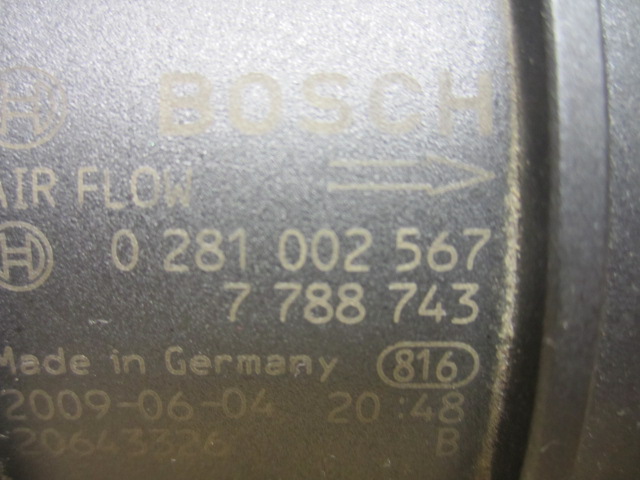 BOSCH
AIR FLOW
0 281 002 567
7 788 743
Made in Germany 816
2009-06-04 20:48
20643326 B